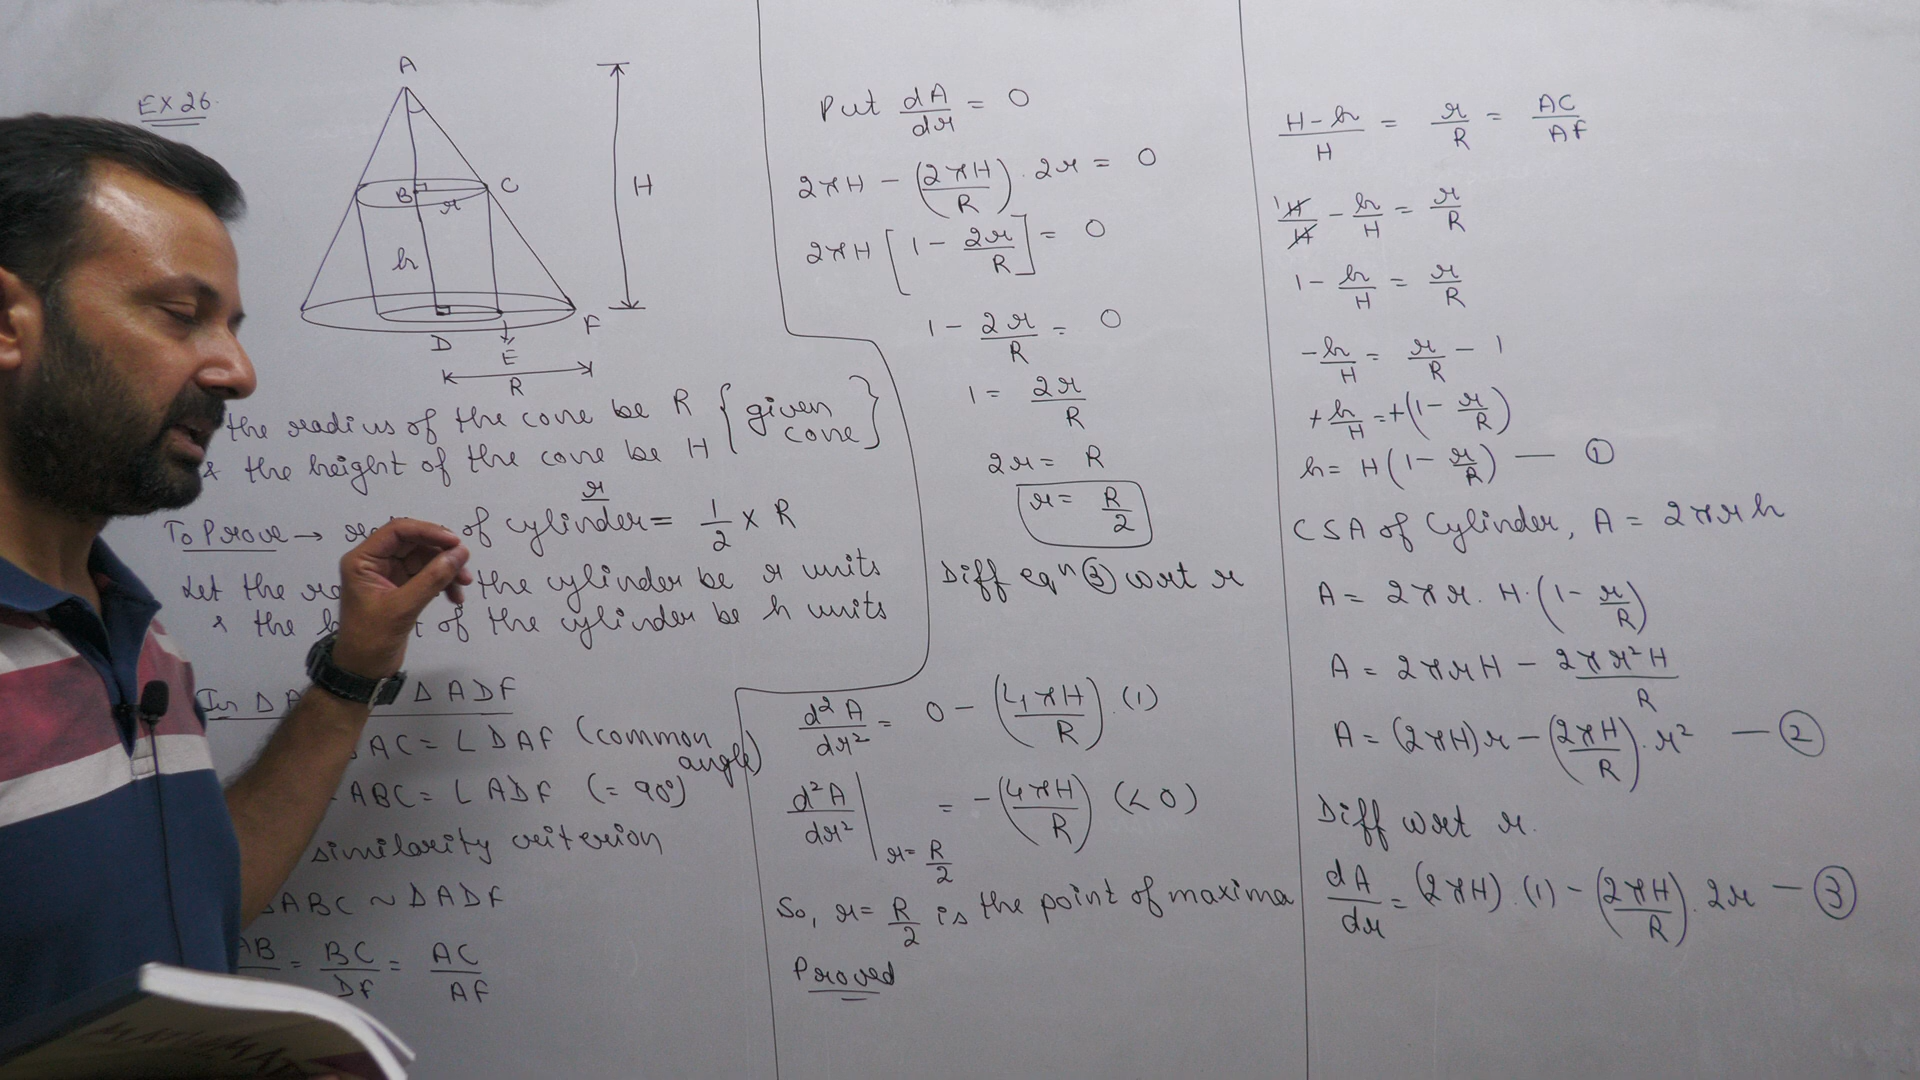 EX 26.
A
B
C
r
h
H
D
E
F
R
the radius of the cone be R { given cone }
& the height of the cone be H
To Prove → of cylinder = 1/2 × R
r
Let the the cylinder be r units
& the of the cylinder be h units
In Δ Δ ADF
AC = ∠DAF (common angle)
ABC = ∠ADF (= 90°)
similarity criterion
ABC ~ ΔADF
AB = BC/DF = AC/AF
H-h/H = r/R = AC/AF
1 H/H - h/H = r/R
1 - h/H = r/R
-h/H = r/R - 1
+h/H = +(1 - r/R)
h = H(1 - r/R) — ①
CSA of Cylinder, A = 2πrh
A = 2πr. H. (1 - r/R)
A = 2πrH - 2πr²H/R
A = (2πH)r - (2πH/R). r² — ②
Diff wrt r.
dA/dr = (2πH).(1) - (2πH/R). 2r — ③
Put dA/dr = 0
2πH - (2πH/R). 2r = 0
2πH [1 - 2r/R] = 0
1 - 2r/R = 0
1 = 2r/R
2r = R
r = R/2
Diff eqⁿ ③ wrt r
d²A/dr² = 0 - (4πH/R).(1)
d²A/dr² | r=R/2 = -(4πH/R) (<0)
So, r = R/2 is the point of maxima
Proved